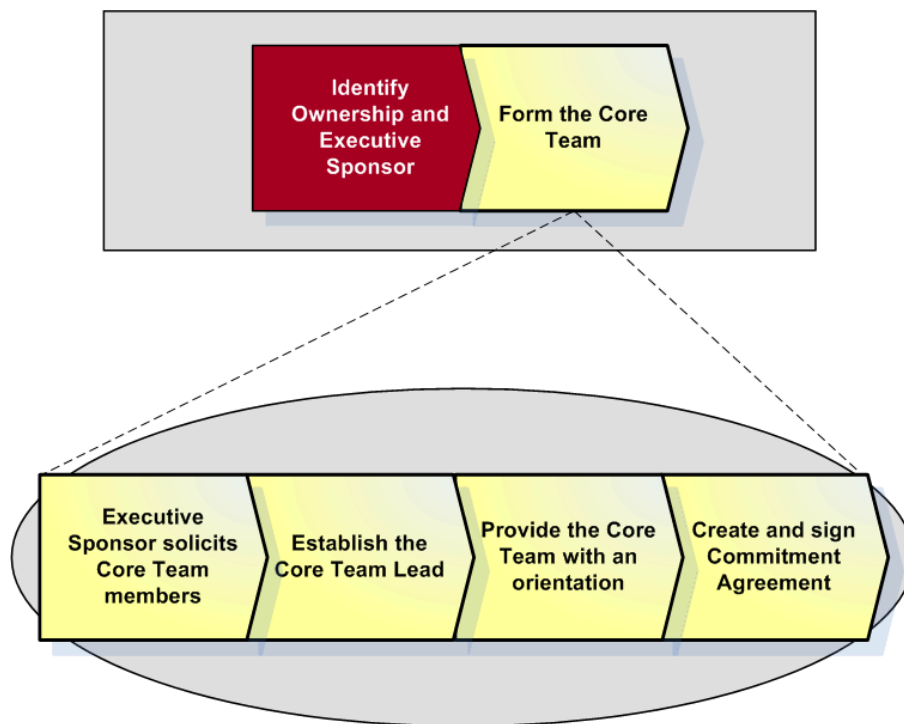 Identify
Ownership and
Executive
Sponsor
Form the Core
Team
Executive
Sponsor solicits
Core Team
members
Establish the
Core Team Lead
Provide the Core
Team with an
orientation
Create and sign
Commitment
Agreement